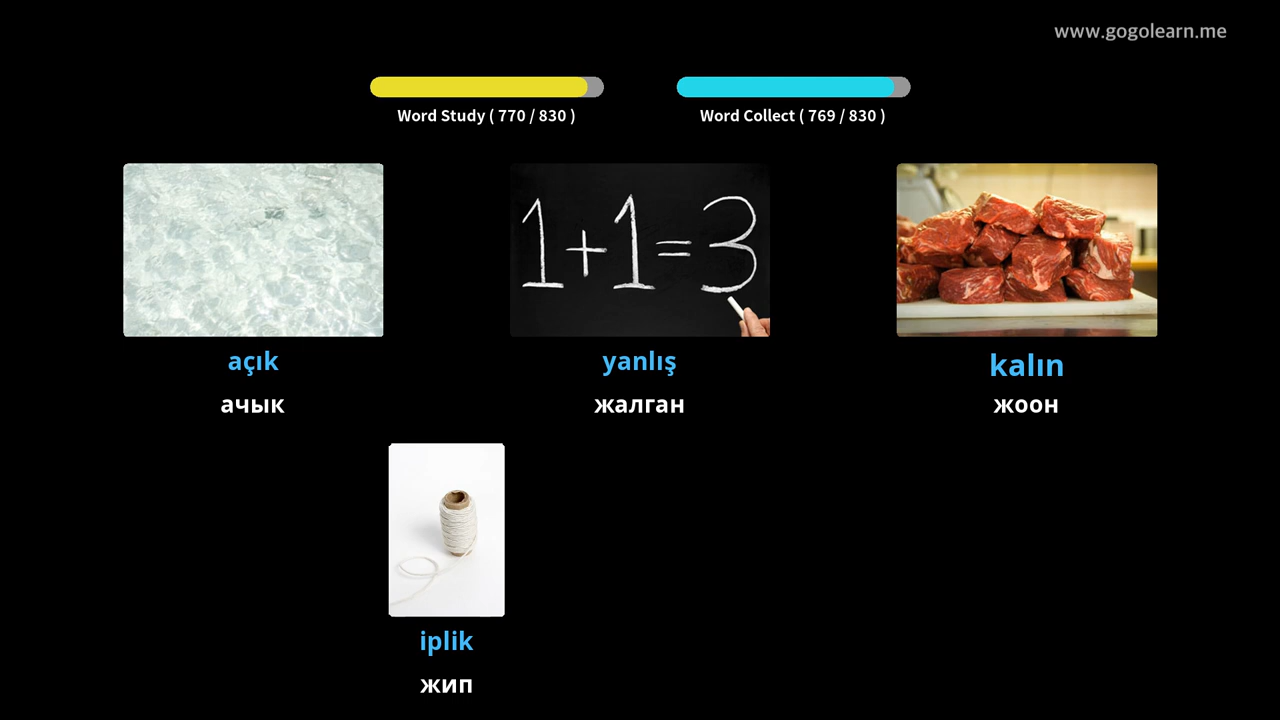 www.gogolearn.me
Word Study ( 770 / 830 )
Word Collect ( 769 / 830 )
1+1=3
açık
yanlış
kalın
ачык
жалган
жоон
iplik
жип